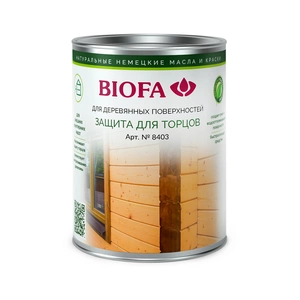 НАТУРАЛЬНЫЕ НЕМЕЦКИЕ МАСЛА И КРАСКИ
BIOFA
ДЛЯ ДЕРЕВЯННЫХ ПОВЕРХНОСТЕЙ
ЗАЩИТА ДЛЯ ТОРЦОВ
Арт. № 8403